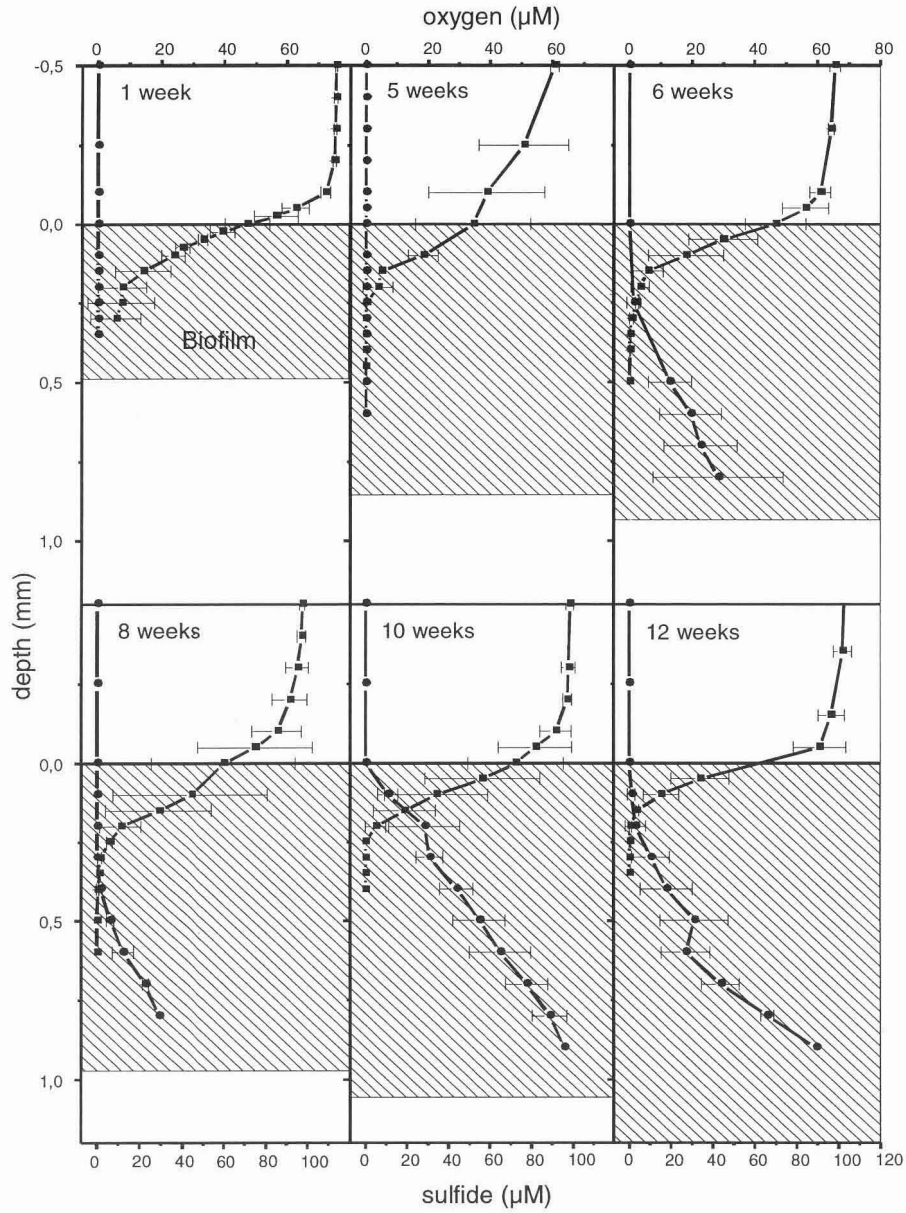 oxygen (µM)
0 20 40 60 0 20 40 60 0 20 40 60 80
-0,5
1 week
5 weeks
6 weeks
0,0
Biofilm
0,5
1,0
depth (mm)
8 weeks
10 weeks
12 weeks
0,0
0,5
1,0
0 20 40 60 80 100 0 20 40 60 80 100 0 20 40 60 80 100 120
sulfide (µM)